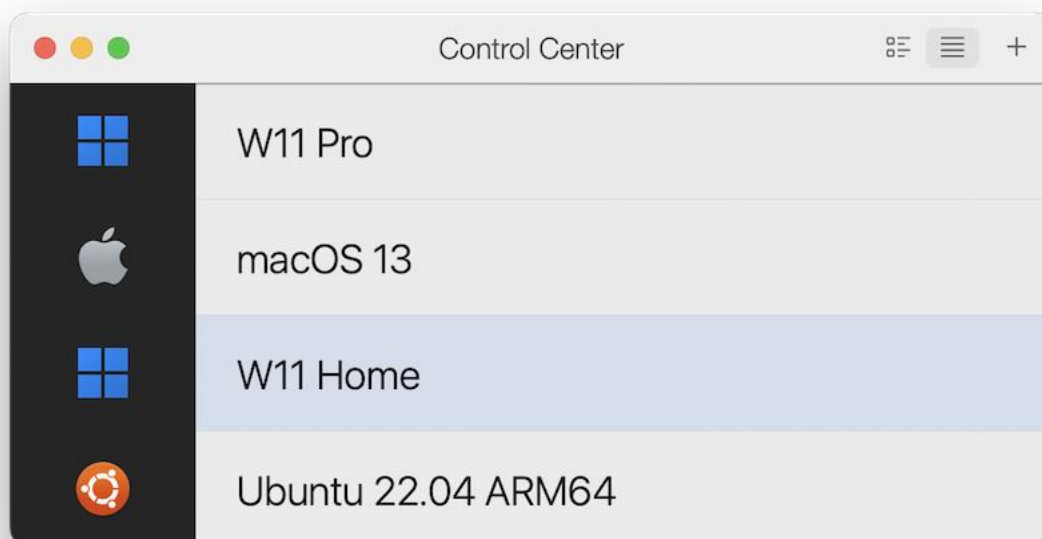 Control Center
W11 Pro
macOS 13
W11 Home
Ubuntu 22.04 ARM64